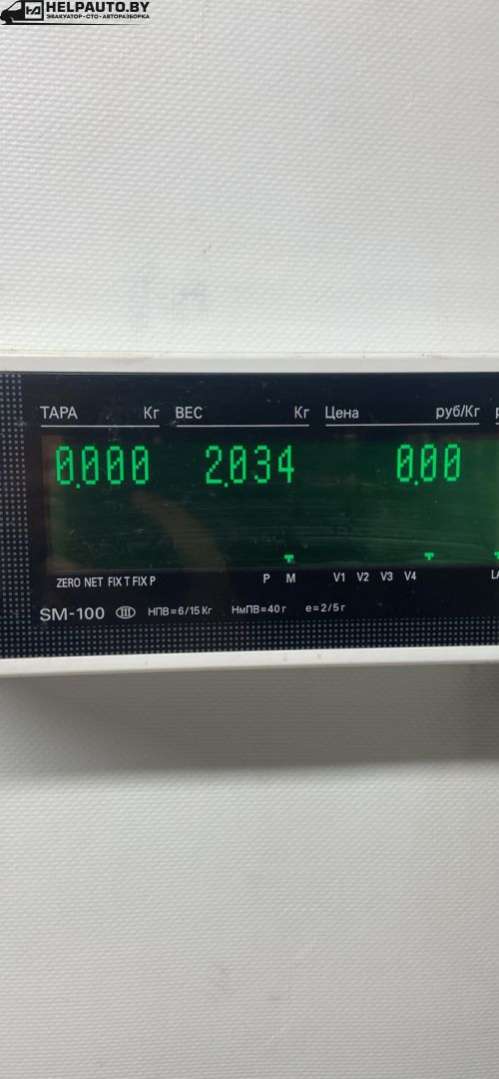 HELPAUTO.BY
ЭВАКУАТОР-СТО-АВТОРАЗБОРКА
ТАРА Кг ВЕС Кг Цена руб/Кг
0.000 2.034 0.00
ZERO NET FIX T FIX P P M V1 V2 V3 V4
SM-100 III НПВ=6/15 Кг НмПВ=40 г е=2/5 г